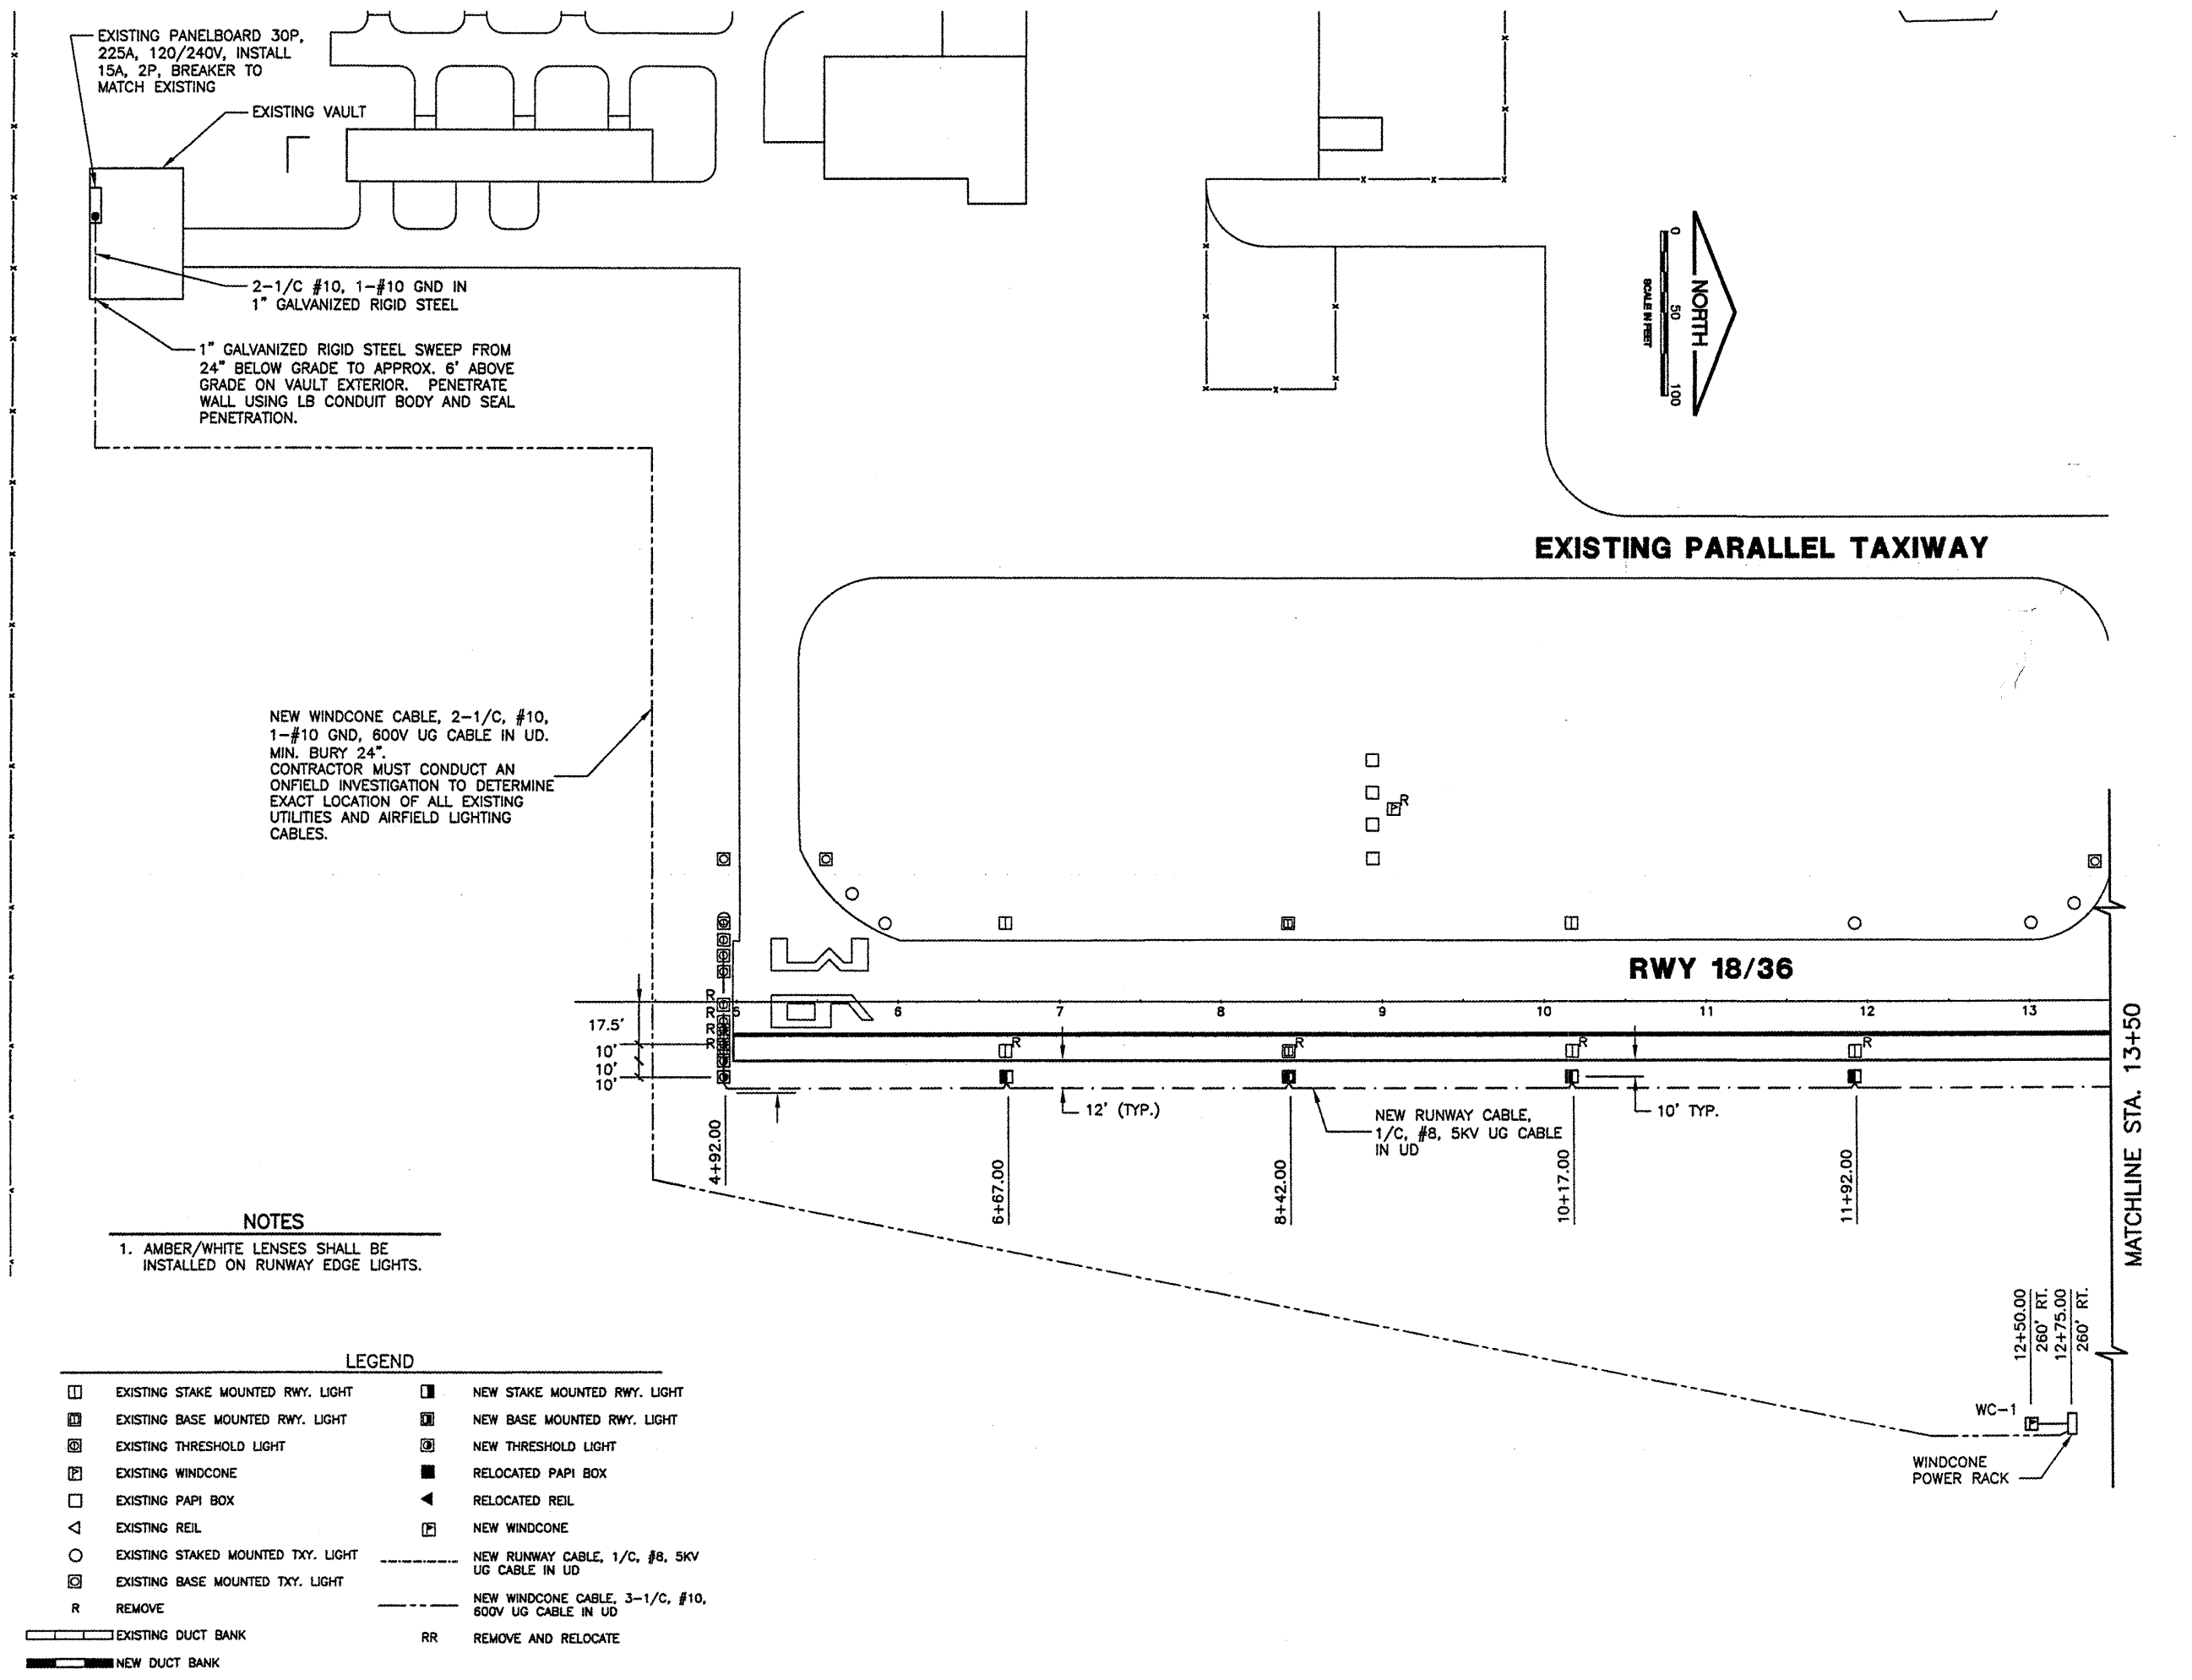 EXISTING PANELBOARD 30P,
225A, 120/240V, INSTALL
15A, 2P, BREAKER TO
MATCH EXISTING
EXISTING VAULT
2-1/C #10, 1-#10 GND IN
1" GALVANIZED RIGID STEEL
1" GALVANIZED RIGID STEEL SWEEP FROM
24" BELOW GRADE TO APPROX. 6' ABOVE
GRADE ON VAULT EXTERIOR. PENETRATE
WALL USING LB CONDUIT BODY AND SEAL
PENETRATION.
NORTH
0
50
100
SCALE IN FEET
EXISTING PARALLEL TAXIWAY
NEW WINDCONE CABLE, 2-1/C, #10,
1-#10 GND, 600V UG CABLE IN UD.
MIN. BURY 24".
CONTRACTOR MUST CONDUCT AN
ONFIELD INVESTIGATION TO DETERMINE
EXACT LOCATION OF ALL EXISTING
UTILITIES AND AIRFIELD LIGHTING
CABLES.
R
RWY 18/36
36
R
R
R
R
5
6
7
8
9
10
11
12
13
17.5'
10'
10'
10'
R
R
R
R
12' (TYP.)
10' TYP.
NEW RUNWAY CABLE,
1/C, #8, 5KV UG CABLE
IN UD
4+92.00
6+67.00
8+42.00
10+17.00
11+92.00
MATCHLINE STA. 13+50
12+50.00
260' RT.
12+75.00
260' RT.
WC-1
WINDCONE
POWER RACK
NOTES
1. AMBER/WHITE LENSES SHALL BE
INSTALLED ON RUNWAY EDGE LIGHTS.
LEGEND
EXISTING STAKE MOUNTED RWY. LIGHT
EXISTING BASE MOUNTED RWY. LIGHT
EXISTING THRESHOLD LIGHT
EXISTING WINDCONE
EXISTING PAPI BOX
EXISTING REIL
EXISTING STAKED MOUNTED TXY. LIGHT
EXISTING BASE MOUNTED TXY. LIGHT
R REMOVE
EXISTING DUCT BANK
NEW DUCT BANK
NEW STAKE MOUNTED RWY. LIGHT
NEW BASE MOUNTED RWY. LIGHT
NEW THRESHOLD LIGHT
RELOCATED PAPI BOX
RELOCATED REIL
NEW WINDCONE
NEW RUNWAY CABLE, 1/C, #8, 5KV
UG CABLE IN UD
NEW WINDCONE CABLE, 3-1/C, #10,
600V UG CABLE IN UD
RR REMOVE AND RELOCATE